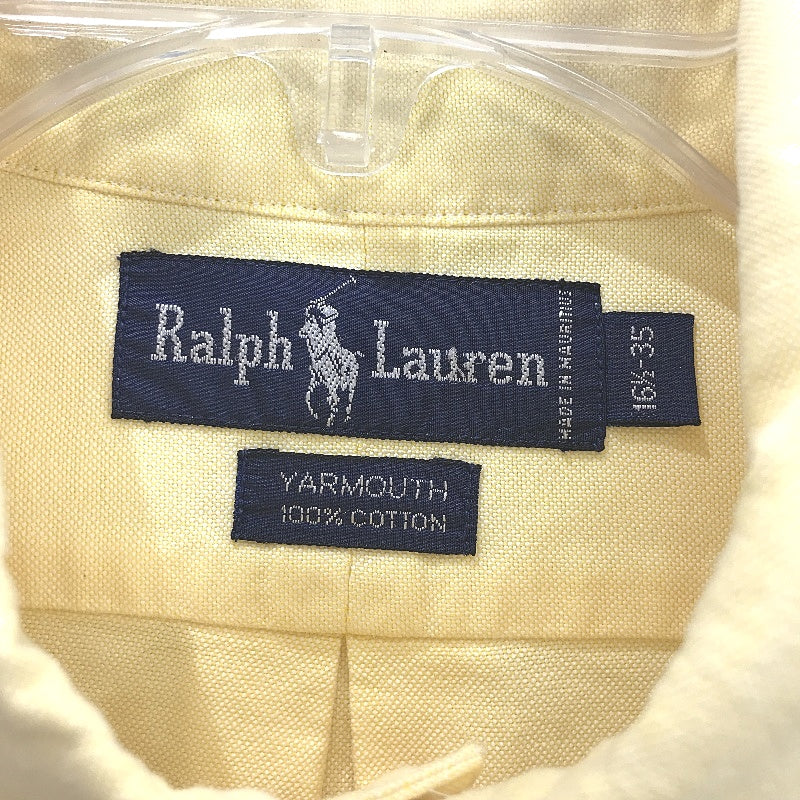 Ralph Lauren
MADE IN MAURITIUS
16½-35
YARMOUTH
100% COTTON